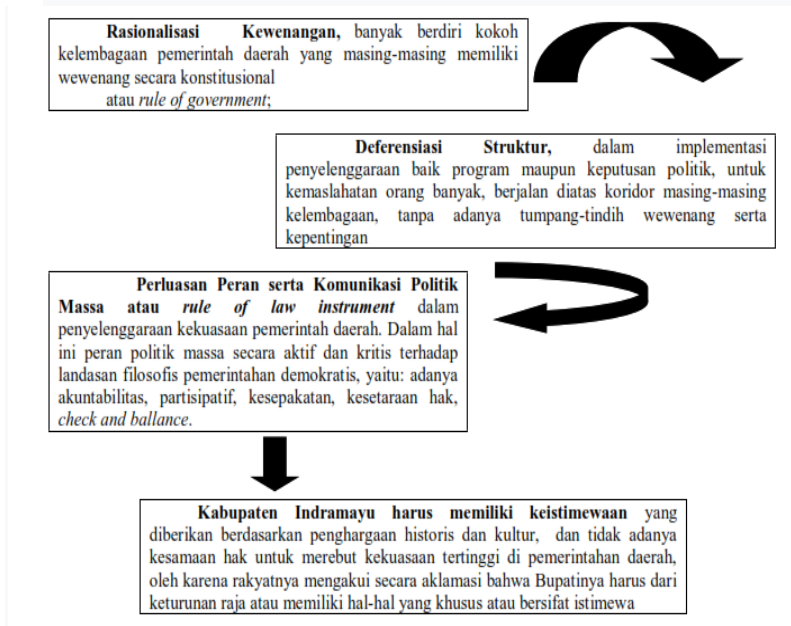 Rasionalisasi Kewenangan, banyak berdiri kokoh
kelembagaan pemerintah daerah yang masing-masing memiliki
wewenang secara konstitusional
atau rule of government;
Deferensiasi Struktur, dalam implementasi
penyelenggaraan baik program maupun keputusan politik, untuk
kemaslahatan orang banyak, berjalan diatas koridor masing-masing
kelembagaan, tanpa adanya tumpang-tindih wewenang serta
kepentingan
Perluasan Peran serta Komunikasi Politik
Massa atau rule of law instrument dalam
penyelenggaraan kekuasaan pemerintah daerah. Dalam hal
ini peran politik massa secara aktif dan kritis terhadap
landasan filosofis pemerintahan demokratis, yaitu: adanya
akuntabilitas, partisipatif, kesepakatan, kesetaraan hak,
check and ballance.
Kabupaten Indramayu harus memiliki keistimewaan yang
diberikan berdasarkan penghargaan historis dan kultur, dan tidak adanya
kesamaan hak untuk merebut kekuasaan tertinggi di pemerintahan daerah,
oleh karena rakyatnya mengakui secara aklamasi bahwa Bupatinya harus dari
keturunan raja atau memiliki hal-hal yang khusus atau bersifat istimewa